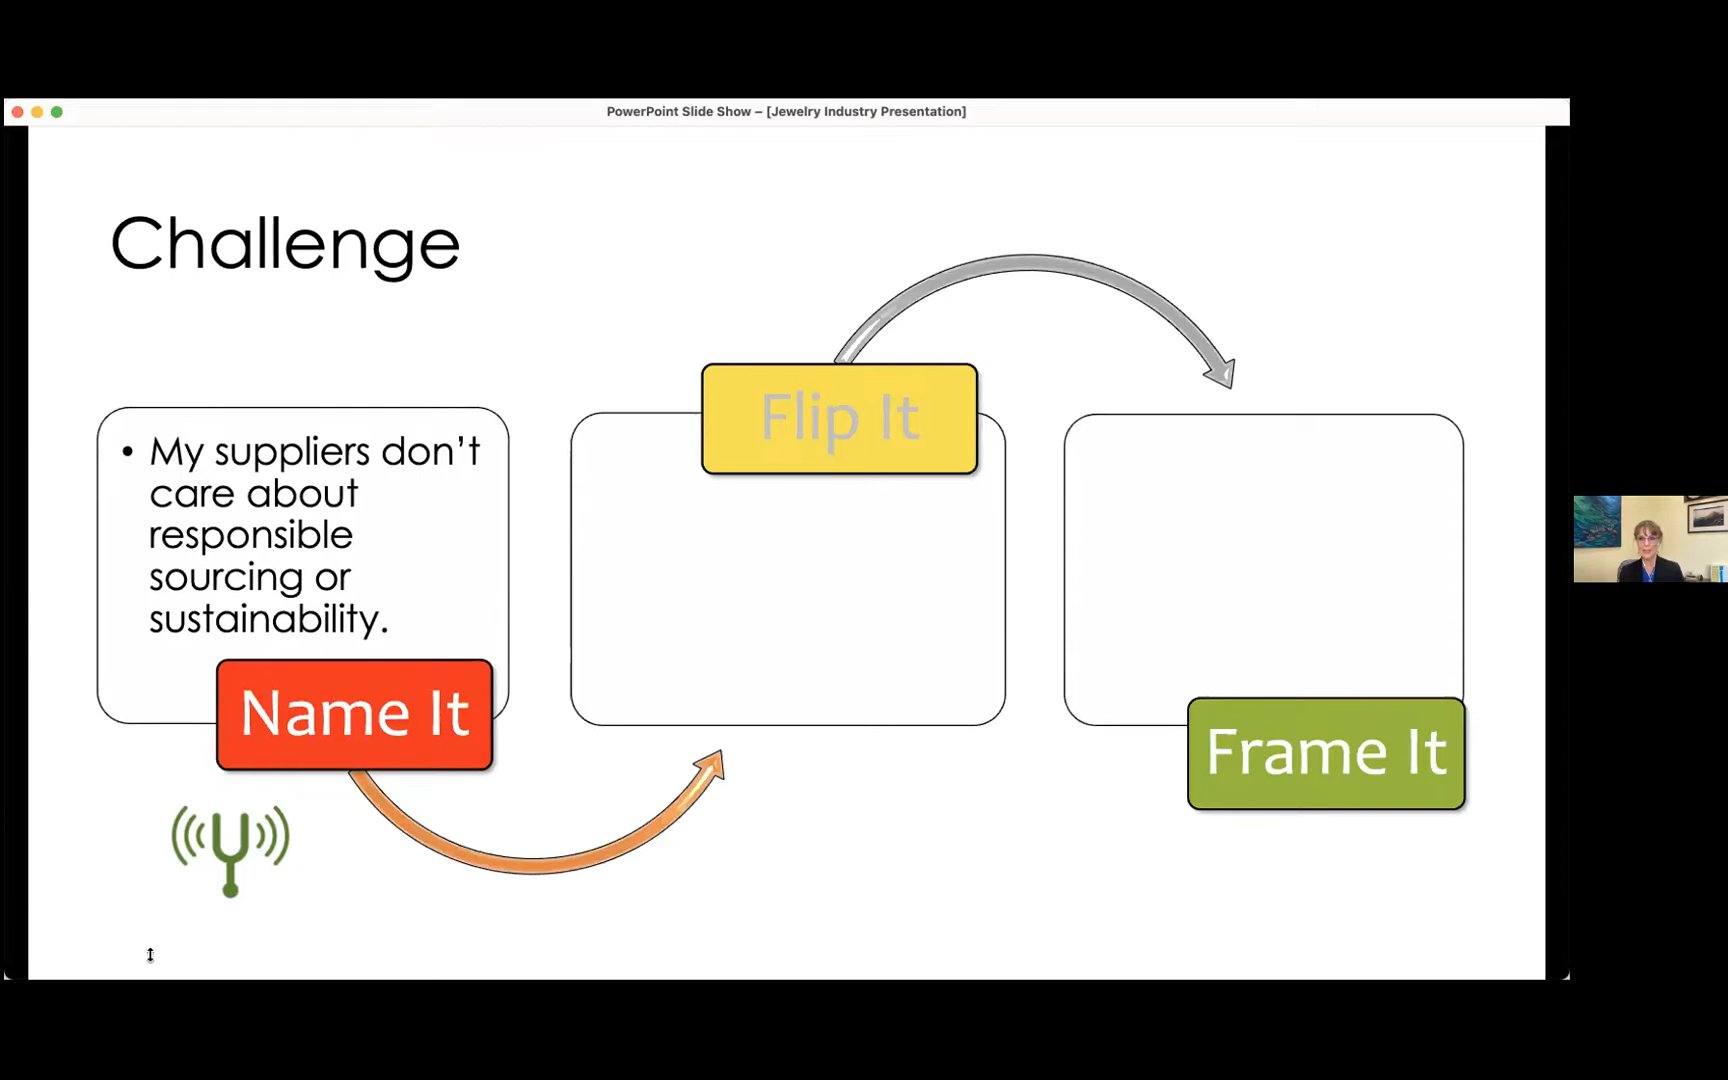 PowerPoint Slide Show – [Jewelry Industry Presentation]
Challenge
• My suppliers don’t
care about
responsible
sourcing or
sustainability.
Name It
Flip It
Frame It